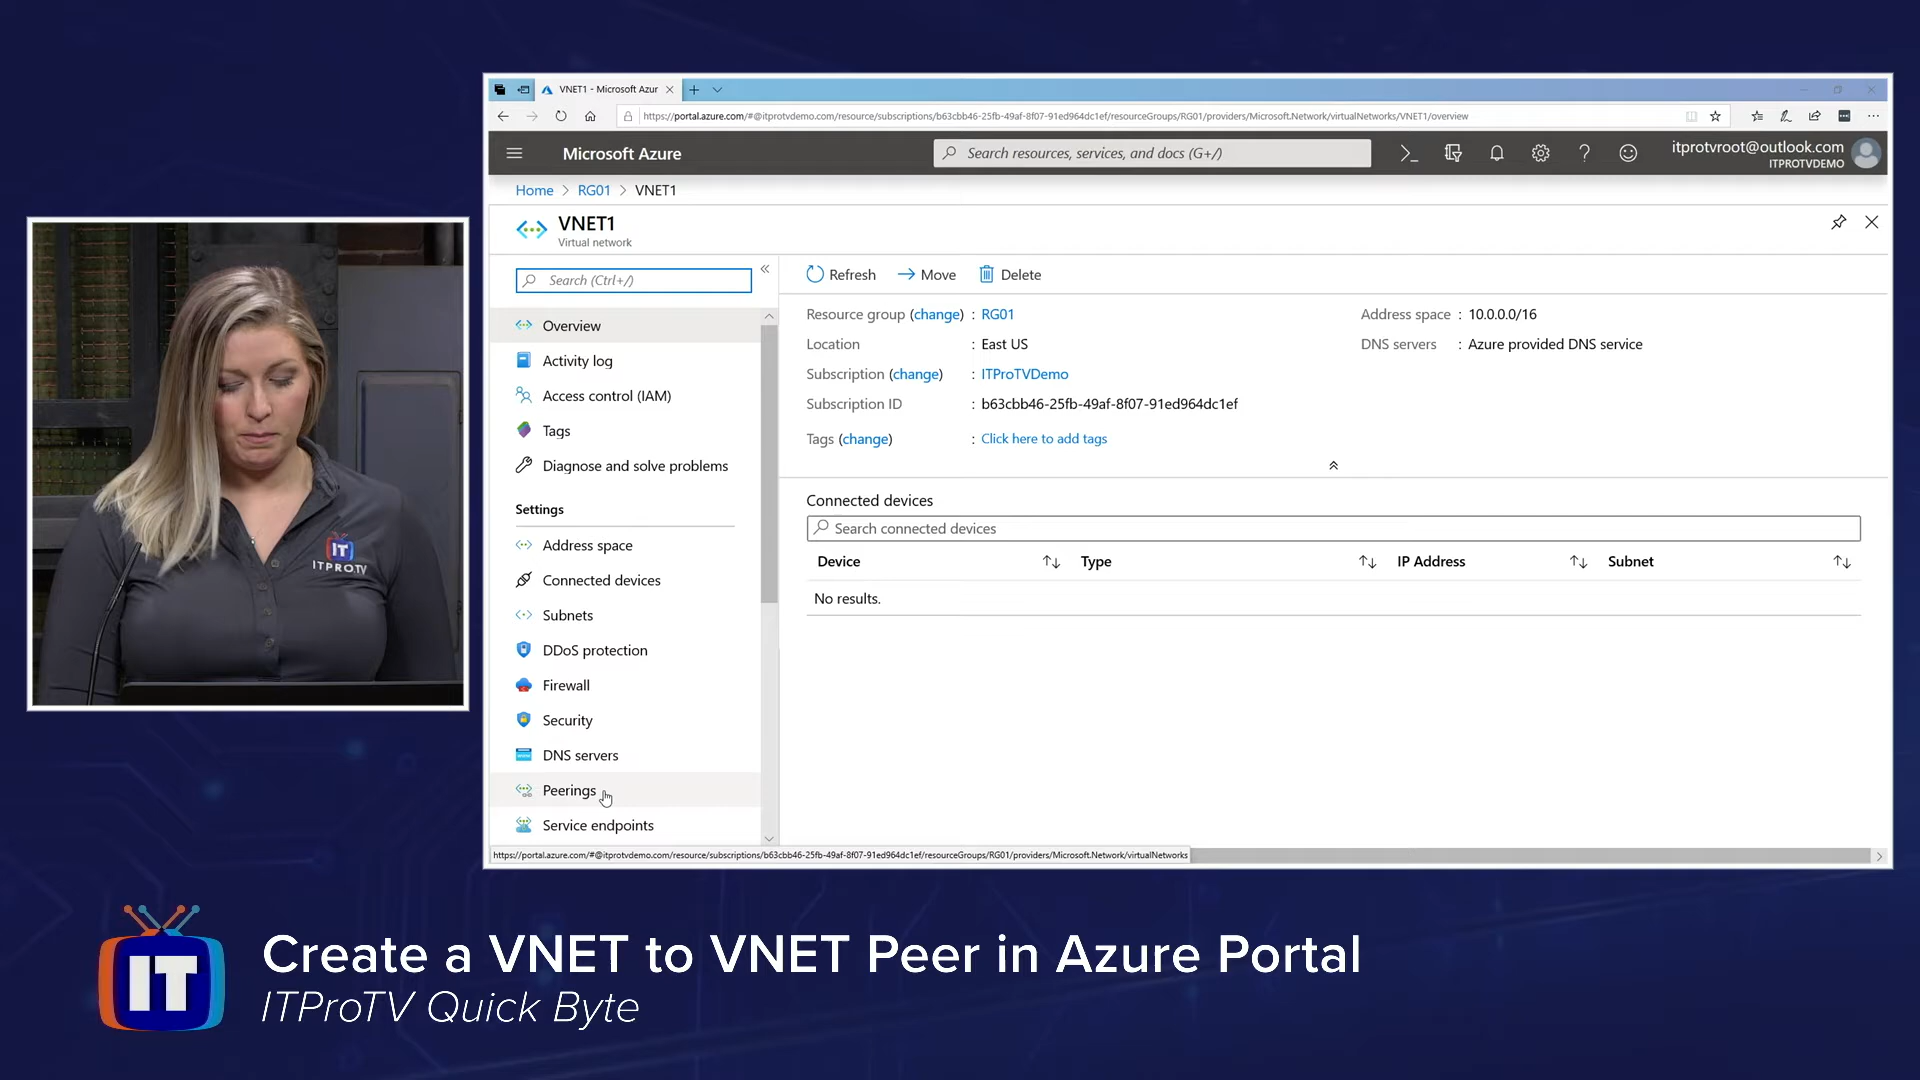 VNET1 - Microsoft Azur
https://portal.azure.com/#@itprotvdemo.com/resource/subscriptions/b63cbb46-25fb-49af-8f07-91ed964dc1ef/resourceGroups/RG01/providers/Microsoft.Network/virtualNetworks/VNET1/overview
Microsoft Azure
Search resources, services, and docs (G+/)
itprotvroot@outlook.com
ITPROTVDEMO
Home > RG01 > VNET1
VNET1
Virtual network
Search (Ctrl+/)
Overview
Activity log
Access control (IAM)
Tags
Diagnose and solve problems
Settings
Address space
Connected devices
Subnets
DDoS protection
Firewall
Security
DNS servers
Peerings
Service endpoints
Refresh Move Delete
Resource group (change) : RG01
Location : East US
Subscription (change) : ITProTVDemo
Subscription ID : b63cbb46-25fb-49af-8f07-91ed964dc1ef
Tags (change) : Click here to add tags
Address space : 10.0.0.0/16
DNS servers : Azure provided DNS service
Connected devices
Search connected devices
Device Type IP Address Subnet
No results.
https://portal.azure.com/#@itprotvdemo.com/resource/subscriptions/b63cbb46-25fb-49af-8f07-91ed964dc1ef/resourceGroups/RG01/providers/Microsoft.Network/virtualNetworks
IT
ITPRO.TV
IT
Create a VNET to VNET Peer in Azure Portal
ITProTV Quick Byte